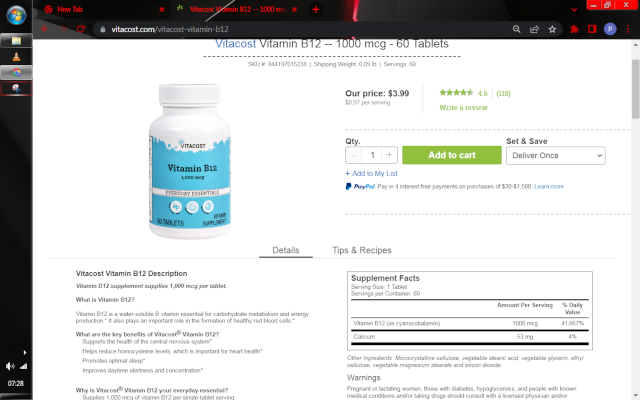 New Tab
Vitacost Vitamin B12 -- 1000 mc
vitacost.com/vitacost-vitamin-b12
P
Vitacost Vitamin B12 -- 1000 mcg - 60 Tablets
SKU #: 844197015238 | Shipping Weight: 0.09 lb | Servings: 60
Our price: $3.99
$0.07 per serving
4.6 (118)
Write a review
Qty.
Set & Save
1 +
Add to cart
Deliver Once
+ Add to My List
PayPal Pay in 4 interest-free payments on purchases of $30-$1,500. Learn more
VITACOST
Vitamin B12
1,000 mcg
EVERYDAY ESSENTIALS
60 TABLETS
VITAMIN
SUPPLEMENT
Details
Tips & Recipes
Vitacost Vitamin B12 Description
Vitamin B12 supplement supplies 1,000 mcg per tablet.
What is Vitamin B12?
Vitamin B12 is a water-soluble B vitamin essential for carbohydrate metabolism and energy
production.* It also plays an important role in the formation of healthy red blood cells.*
What are the key benefits of Vitacost® Vitamin B12?
Supports the health of the central nervous system*
Helps reduce homocysteine levels, which is important for heart health*
Promotes optimal sleep*
Improves daytime alertness and concentration*
Why is Vitacost® Vitamin B12 your everyday essential?
Supplies 1,000 mcg of vitamin B12 per single-tablet serving
Supplement Facts
Serving Size: 1 Tablet
Servings per Container: 60
Amount Per Serving
% Daily
Value
Vitamin B12 (as cyanocobalamin)
1000 mcg
41,667%
Calcium
53 mg
4%
Other Ingredients: Microcrystalline cellulose, vegetable stearic acid, vegetable glycerin, ethyl
cellulose, vegetable magnesium stearate and silicon dioxide.
Warnings
Pregnant or lactating women, those with diabetes, hypoglycemics, and people with known
medical conditions and/or taking drugs should consult with a licensed physician and/or
07:28